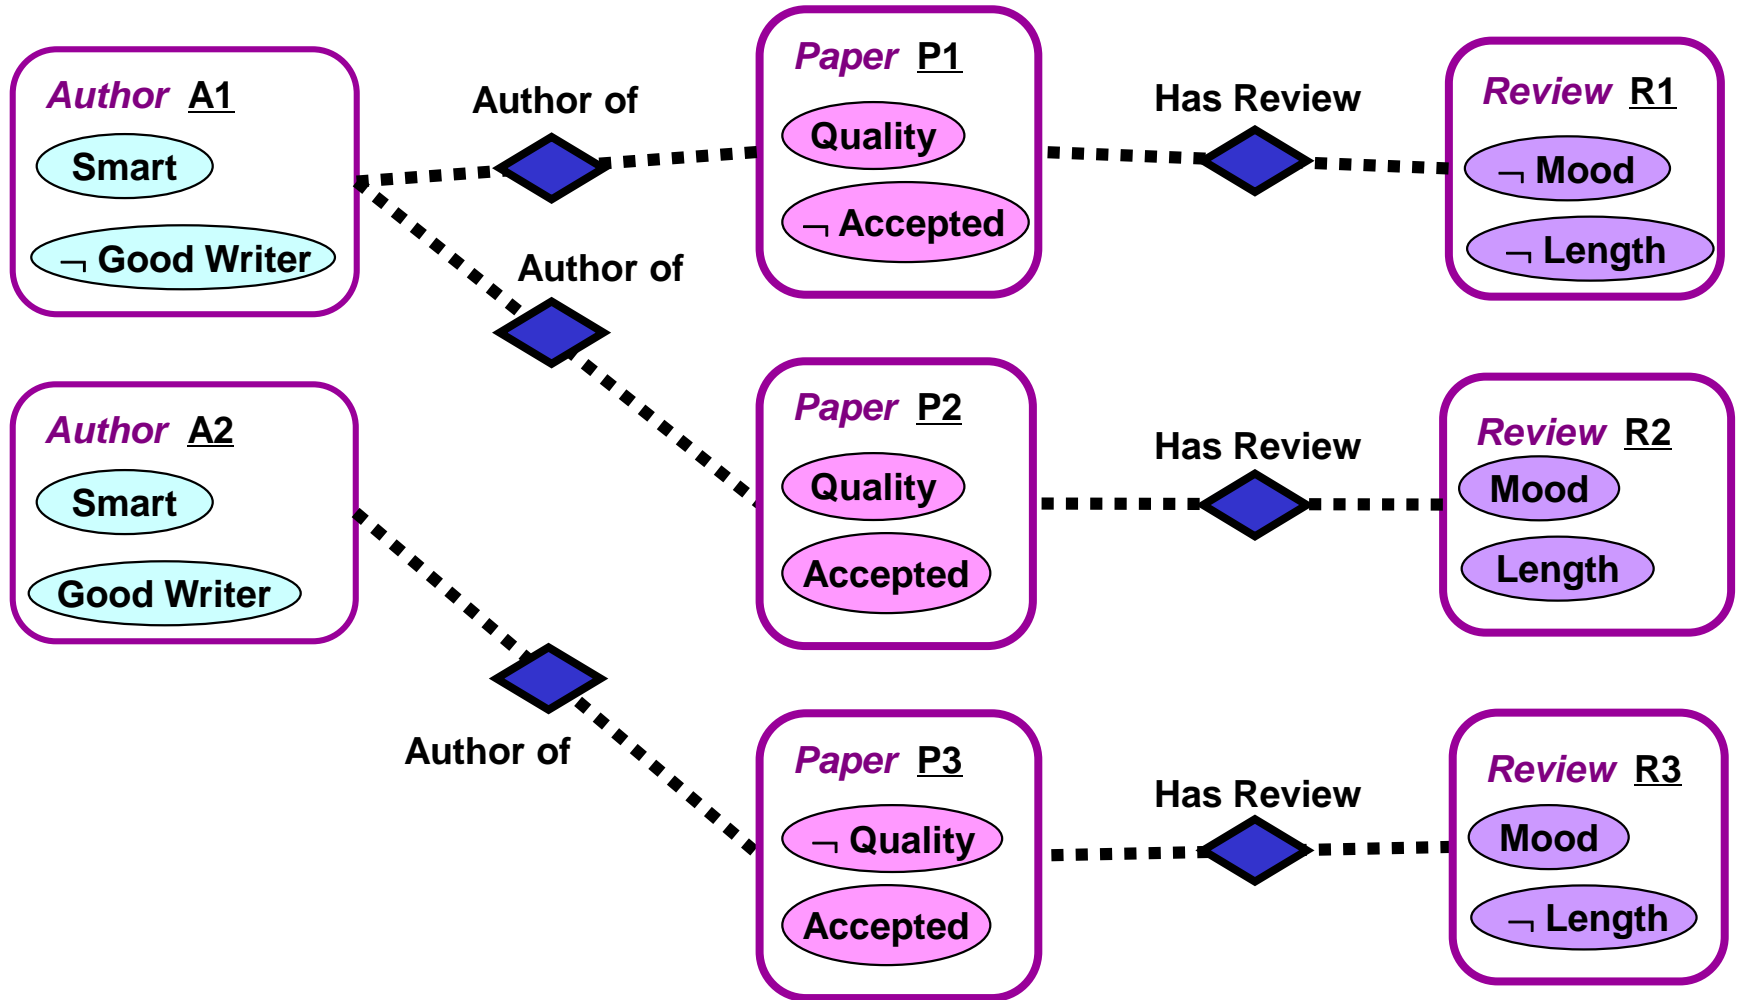 Author A1
Smart
¬ Good Writer
Author of
Paper P1
Quality
¬ Accepted
Has Review
Review R1
¬ Mood
¬ Length
Author of
Author A2
Smart
Good Writer
Paper P2
Quality
Accepted
Has Review
Review R2
Mood
Length
Author of
Paper P3
¬ Quality
Accepted
Has Review
Review R3
Mood
¬ Length